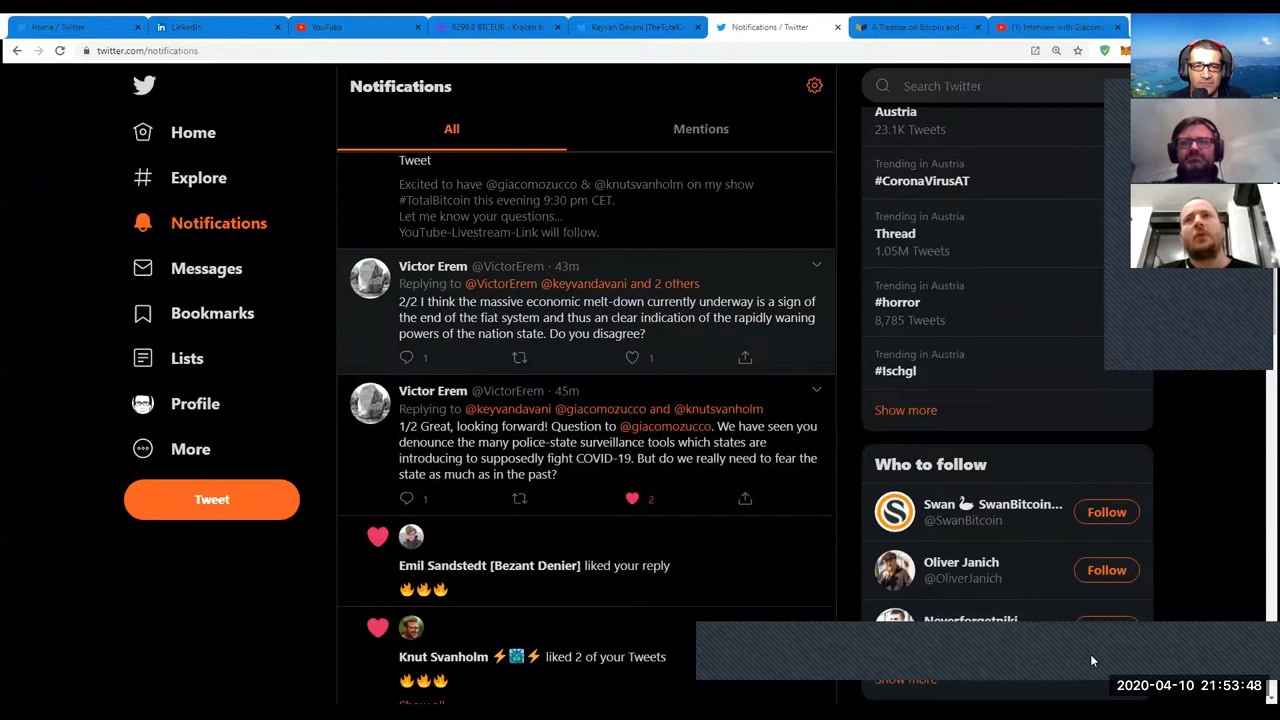 Home / Twitter
LinkedIn
YouTube
6299.8 BTCEUR - Kraken
Keyvan Davani (TheTotalCo
Notifications / Twitter
A Treatise on Bitcoin and
(1) Interview with Giacomo
twitter.com/notifications
Home
Explore
Notifications
Messages
Bookmarks
Lists
Profile
More
Tweet
Notifications
All
Mentions
Tweet
Excited to have @giacomozucco & @knutsvanholm on my show
#TotalBitcoin this evening 9:30 pm CET.
Let me know your questions...
YouTube-Livestream-Link will follow.
Victor Erem @VictorErem · 43m
Replying to @VictorErem @keyvandavani and 2 others
2/2 I think the massive economic melt-down currently underway is a sign of
the end of the fiat system and thus an clear indication of the rapidly waning
powers of the nation state. Do you disagree?
1
1
Victor Erem @VictorErem · 45m
Replying to @keyvandavani @giacomozucco and @knutsvanholm
1/2 Great, looking forward! Question to @giacomozucco. We have seen you
denounce the many police-state surveillance tools which states are
introducing to supposedly fight COVID-19. But do we really need to fear the
state as much as in the past?
1
2
Emil Sandstedt [Bezant Denier] liked your reply
🔥🔥🔥
Knut Svanholm ⚡ ⚡ liked 2 of your Tweets
🔥🔥🔥
Show all
Search Twitter
Austria
23.1K Tweets
Trending in Austria
#CoronaVirusAT
Trending in Austria
Thread
1.05M Tweets
Trending in Austria
#horror
8,785 Tweets
Trending in Austria
#Ischgl
Show more
Who to follow
Swan 🦢 SwanBitcoin...
@SwanBitcoin
Follow
Oliver Janich
@OliverJanich
Follow
Neverforgetniki
Show more
2020-04-10 21:53:48